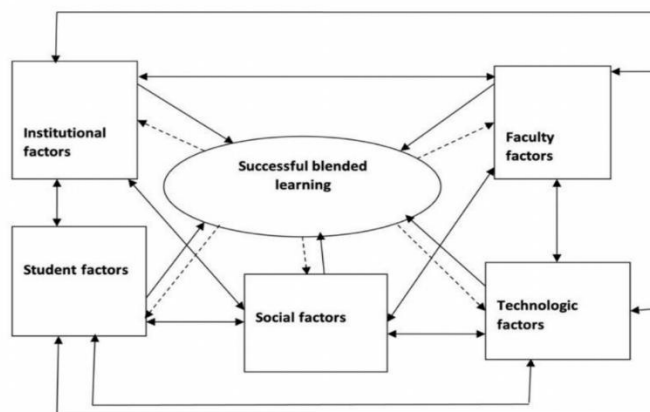 Institutional
factors
Faculty
factors
Successful blended
learning
Student factors
Social factors
Technologic
factors